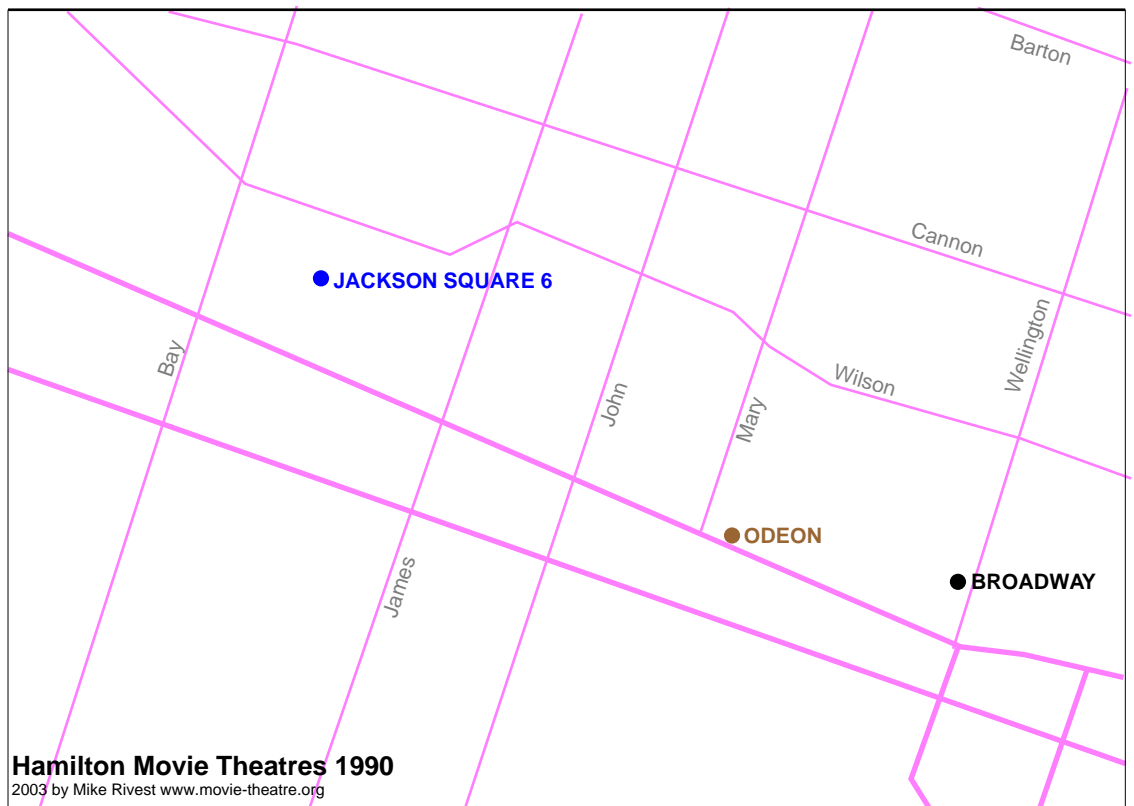 Barton
Cannon
JACKSON SQUARE 6
Wellington
Bay
Wilson
John
Mary
ODEON
BROADWAY
James
Hamilton Movie Theatres 1990
2003 by Mike Rivest www.movie-theatre.org